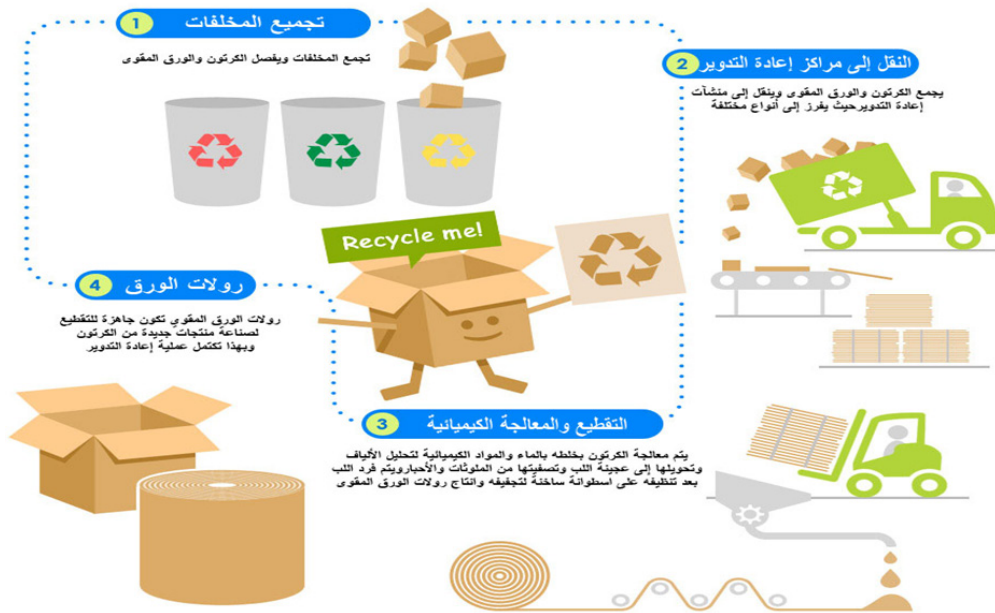 1 تجميع المخلفات
تجمع المخلفات ويفصل الكرتون والورق المقوى
2 النقل إلى مراكز إعادة التدوير
يجمع الكرتون والورق المقوى وينقل إلى منشآت
إعادة التدويرحيث يفرز إلى أنواع مختلفة
Recycle me!
3 التقطيع والمعالجة الكيميائية
يتم معالجة الكرتون بخلطه بالماء والمواد الكيميائية لتحليل الألياف
وتحويلها إلى عجينة اللب وتصفيتها من الملوثات والأحبارويتم فرد اللب
بعد تنظيفه على اسطوانة ساخنة لتجفيفه وانتاج رولات الورق المقوى
4 رولات الورق
رولات الورق المقوي تكون جاهزة للتقطيع
لصناعة منتجات جديدة من الكرتون
وبهذا تكتمل عملية إعادة التدوير